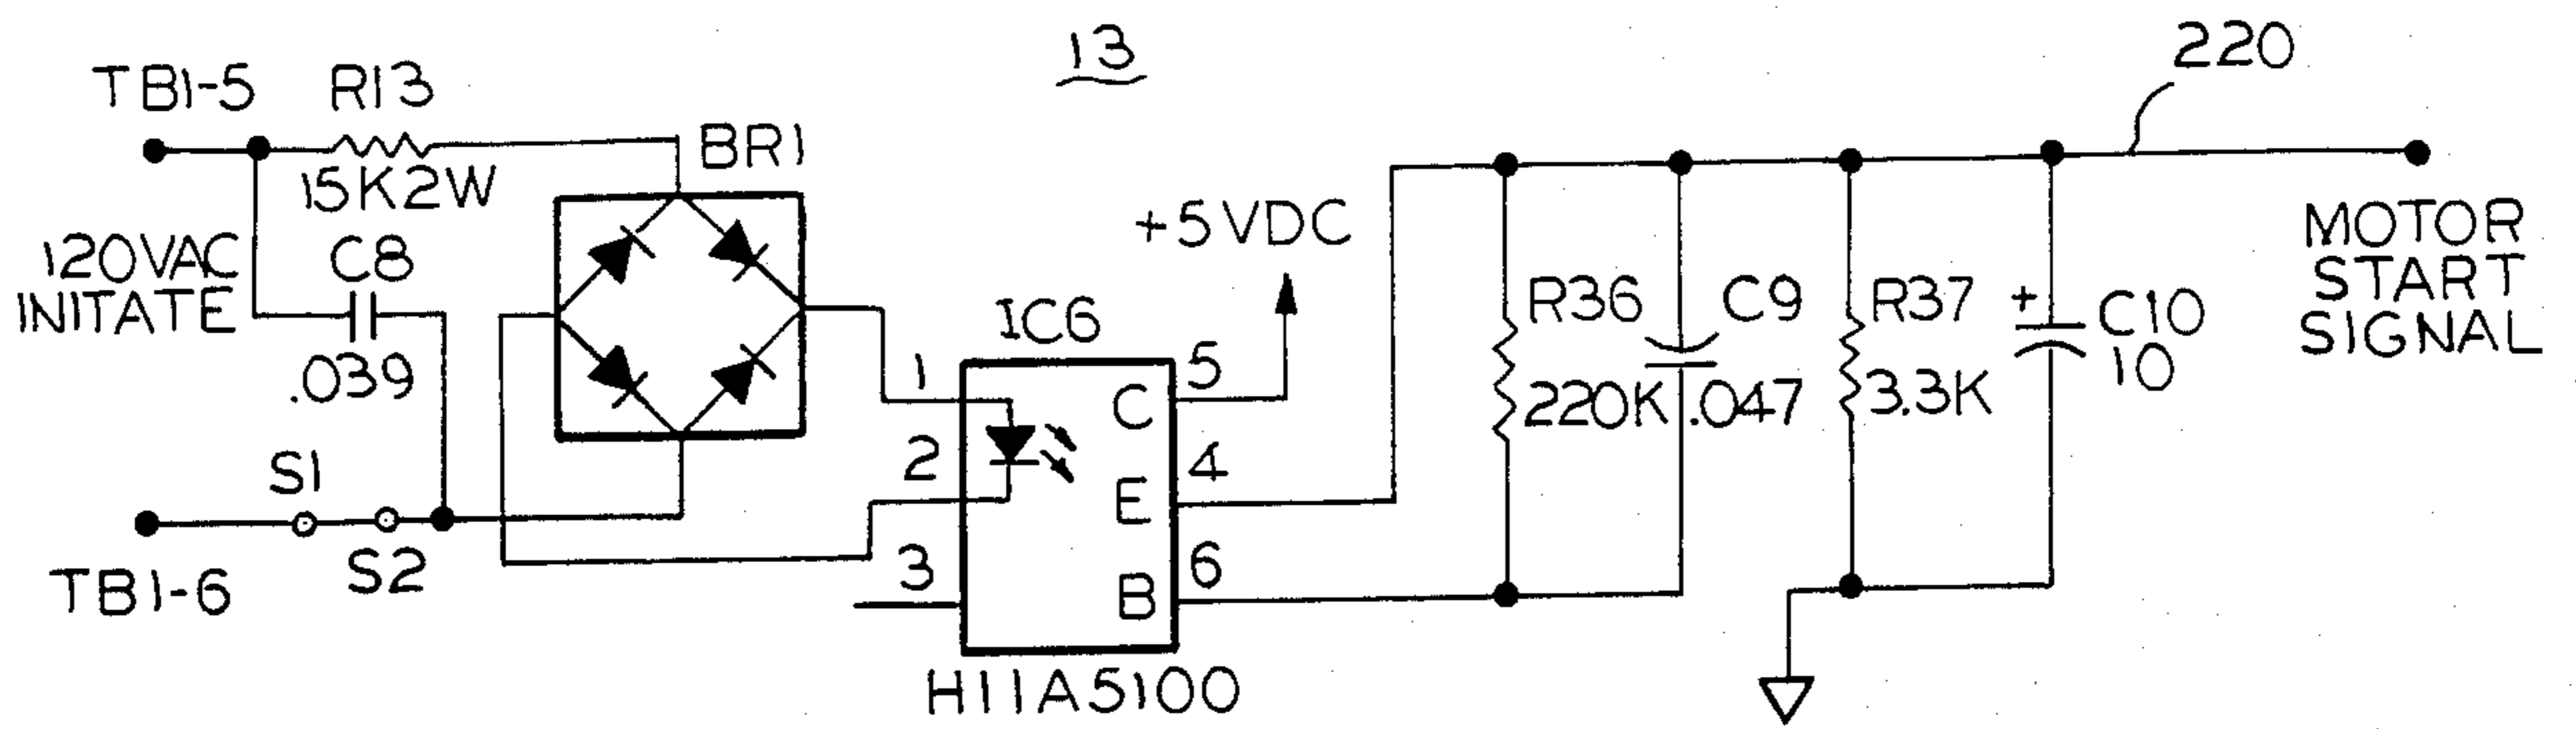 13
220
TB1-5
R13
15K2W
BR1
120VAC
INITATE
C8
.039
S1
S2
TB1-6
+5VDC
IC6
1
2
3
5
4
6
C
E
B
H11A5100
R36
220K
C9
.047
R37
3.3K
+
C10
10
MOTOR
START
SIGNAL